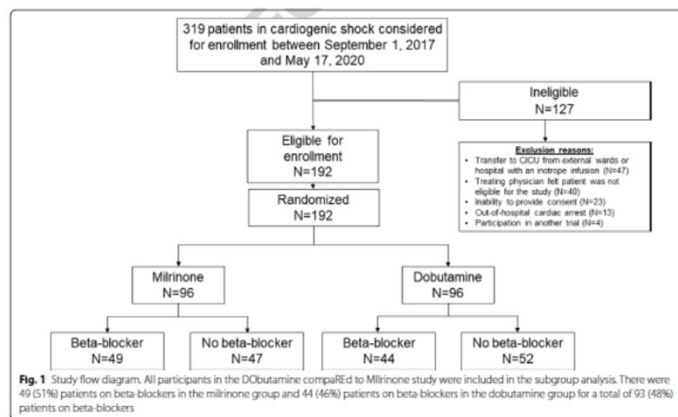 319 patients in cardiogenic shock considered
for enrollment between September 1, 2017
and May 17, 2020
Ineligible
N=127
Eligible for
enrollment
N=192
Exclusion reasons:
• Transfer to CICU from external wards or
hospital with an inotrope infusion (N=47)
• Treating physician felt patient was not
eligible for the study (N=40)
• Inability to provide consent (N=23)
• Out-of-hospital cardiac arrest (N=13)
• Participation in another trial (N=4)
Randomized
N=192
Milrinone
N=96
Dobutamine
N=96
Beta-blocker
N=49
No beta-blocker
N=47
Beta-blocker
N=44
No beta-blocker
N=52
Fig. 1 Study flow diagram. All participants in the DObutamine compaREd to MIlrinone study were included in the subgroup analysis. There were
49 (51%) patients on beta-blockers in the milrinone group and 44 (46%) patients on beta-blockers in the dobutamine group for a total of 93 (48%)
patients on beta-blockers